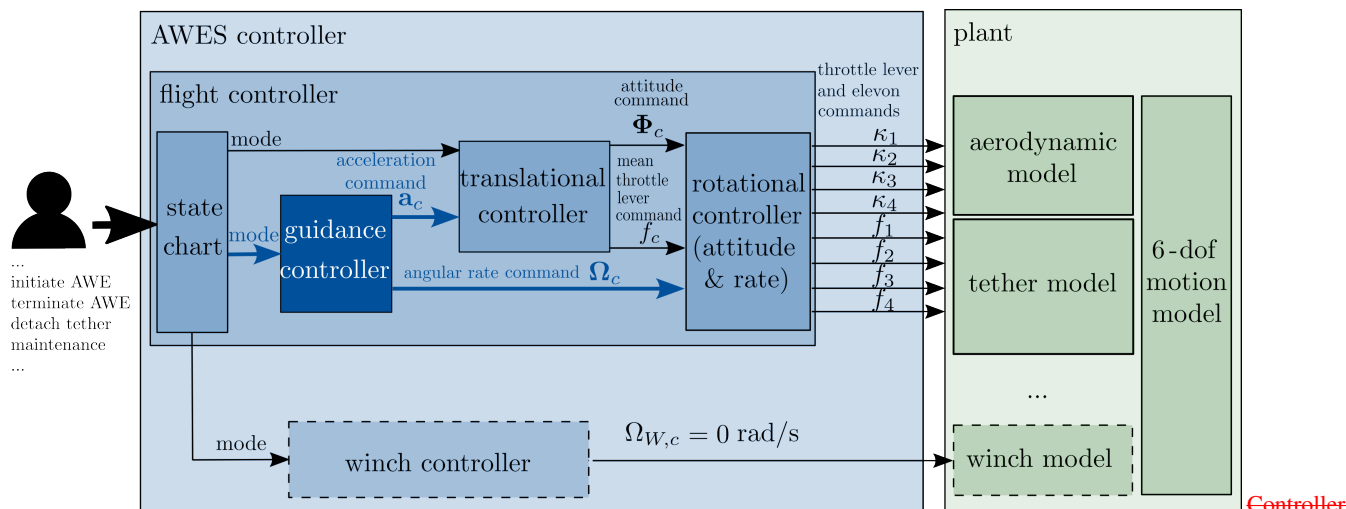 AWES controller
plant
flight controller
throttle lever
and elevon
commands
attitude
command
Φ_c
mode
acceleration
command
a_c
mean
throttle
lever
command
f_c
state
chart
mode
guidance
controller
translational
controller
rotational
controller
(attitude
& rate)
angular rate command Ω_c
κ_1
κ_2
κ_3
κ_4
f_1
f_2
f_3
f_4
aerodynamic
model
tether model
6-dof
motion
model
...
initiate AWE
terminate AWE
detach tether
maintenance
...
...
mode
winch controller
Ω_{W,c} = 0 rad/s
winch model
Controller